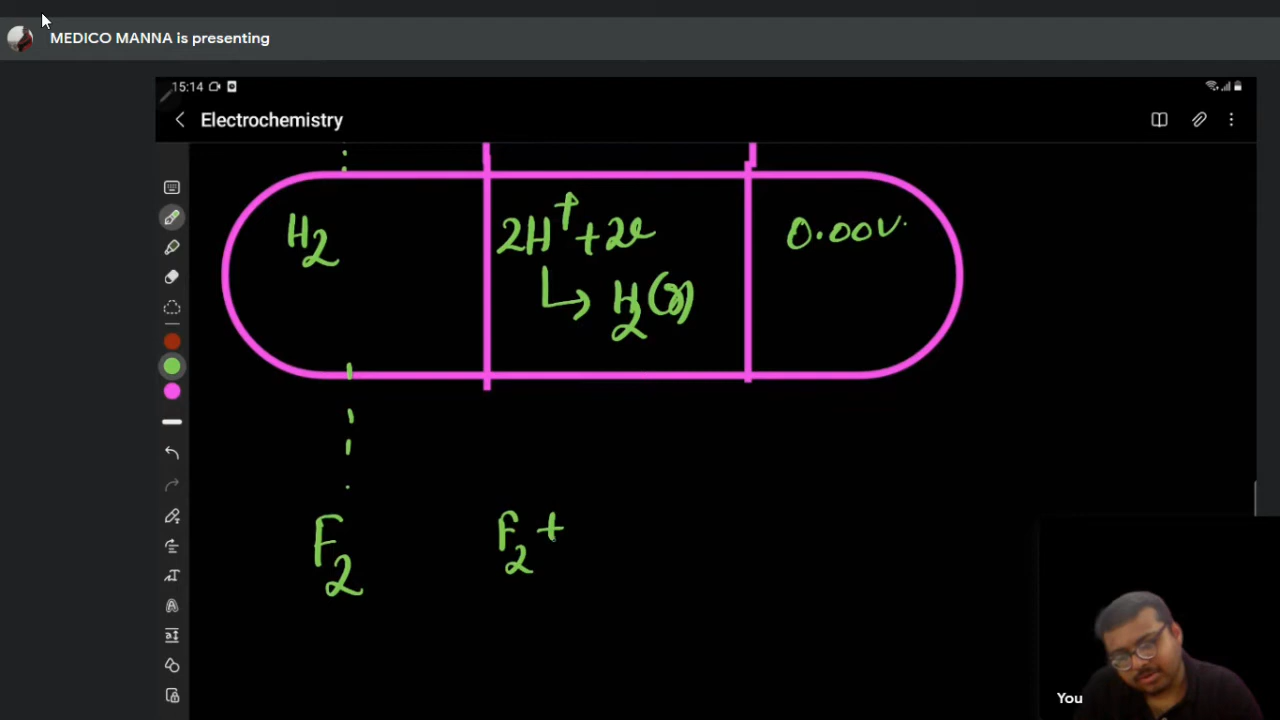 MEDICO MANNA is presenting
15:14
Electrochemistry
H₂
2H⁺ + 2e
↳ H₂(g)
0.00V.
F₂
F₂ +
You